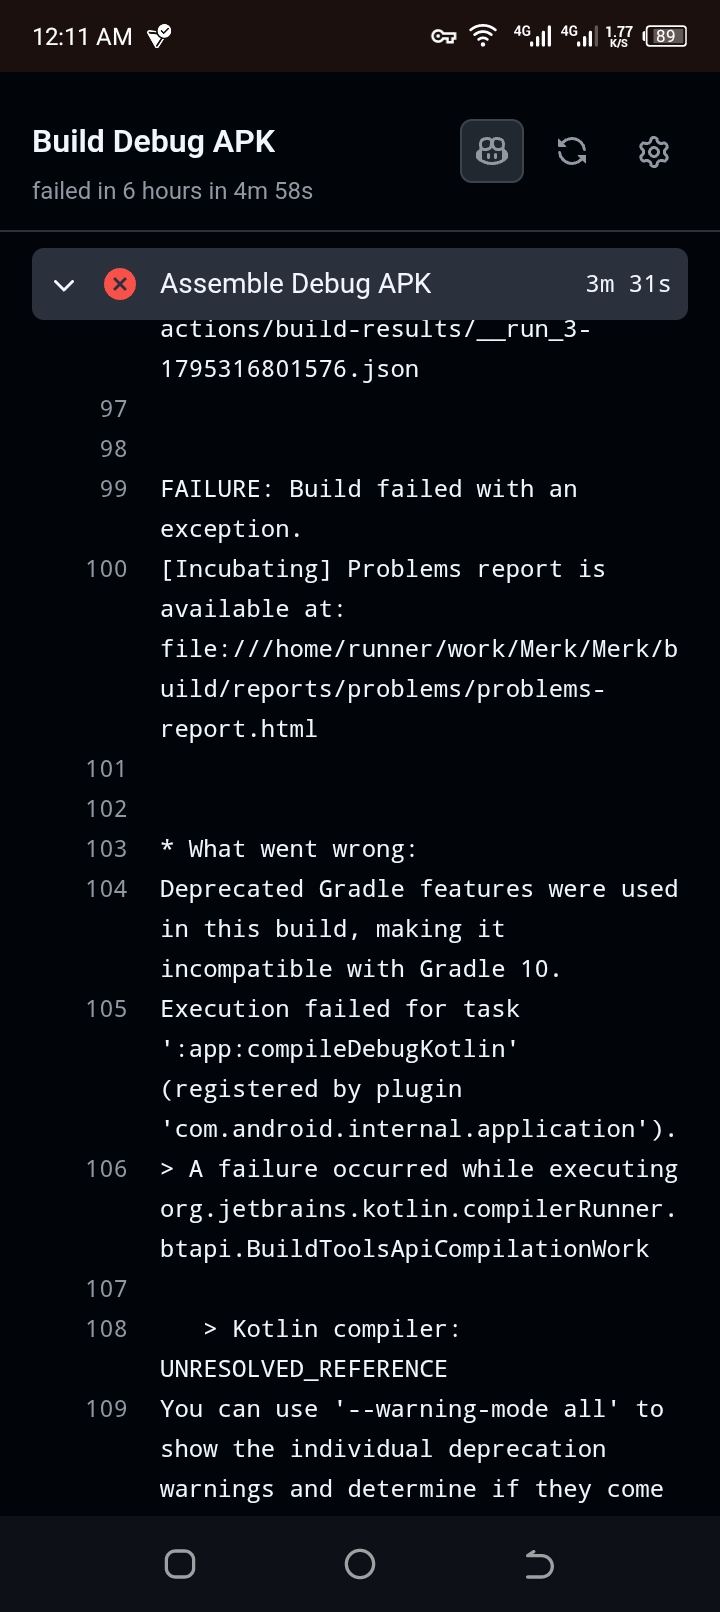 12:11 AM
4G 4G 1.77 K/S 89
Build Debug APK
failed in 6 hours in 4m 58s
Assemble Debug APK 3m 31s
actions/build-results/__run_3-
1795316801576.json
97
98
99 FAILURE: Build failed with an
exception.
100 [Incubating] Problems report is
available at:
file:///home/runner/work/Merk/Merk/b
uild/reports/problems/problems-
report.html
101
102
103 * What went wrong:
104 Deprecated Gradle features were used
in this build, making it
incompatible with Gradle 10.
105 Execution failed for task
':app:compileDebugKotlin'
(registered by plugin
'com.android.internal.application').
106 > A failure occurred while executing
org.jetbrains.kotlin.compilerRunner.
btapi.BuildToolsApiCompilationWork
107
108 > Kotlin compiler:
UNRESOLVED_REFERENCE
109 You can use '--warning-mode all' to
show the individual deprecation
warnings and determine if they come